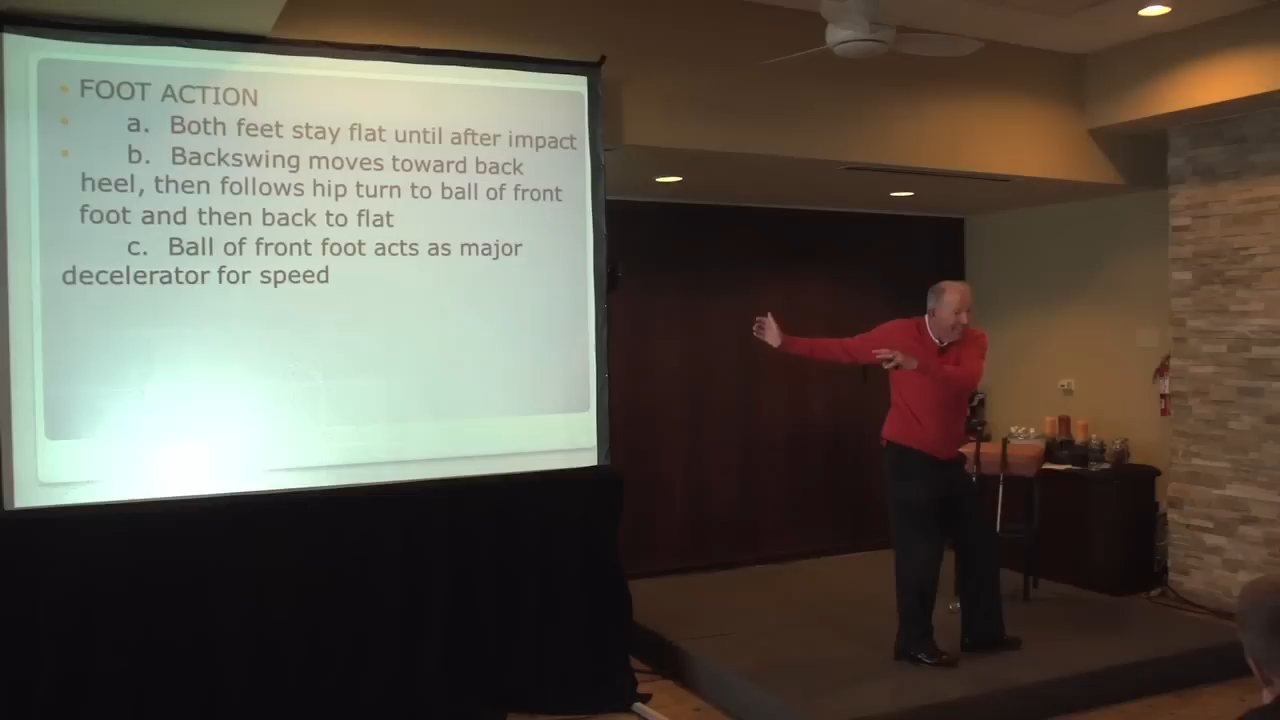 FOOT ACTION
a. Both feet stay flat until after impact
b. Backswing moves toward back
heel, then follows hip turn to ball of front
foot and then back to flat
c. Ball of front foot acts as major
decelerator for speed